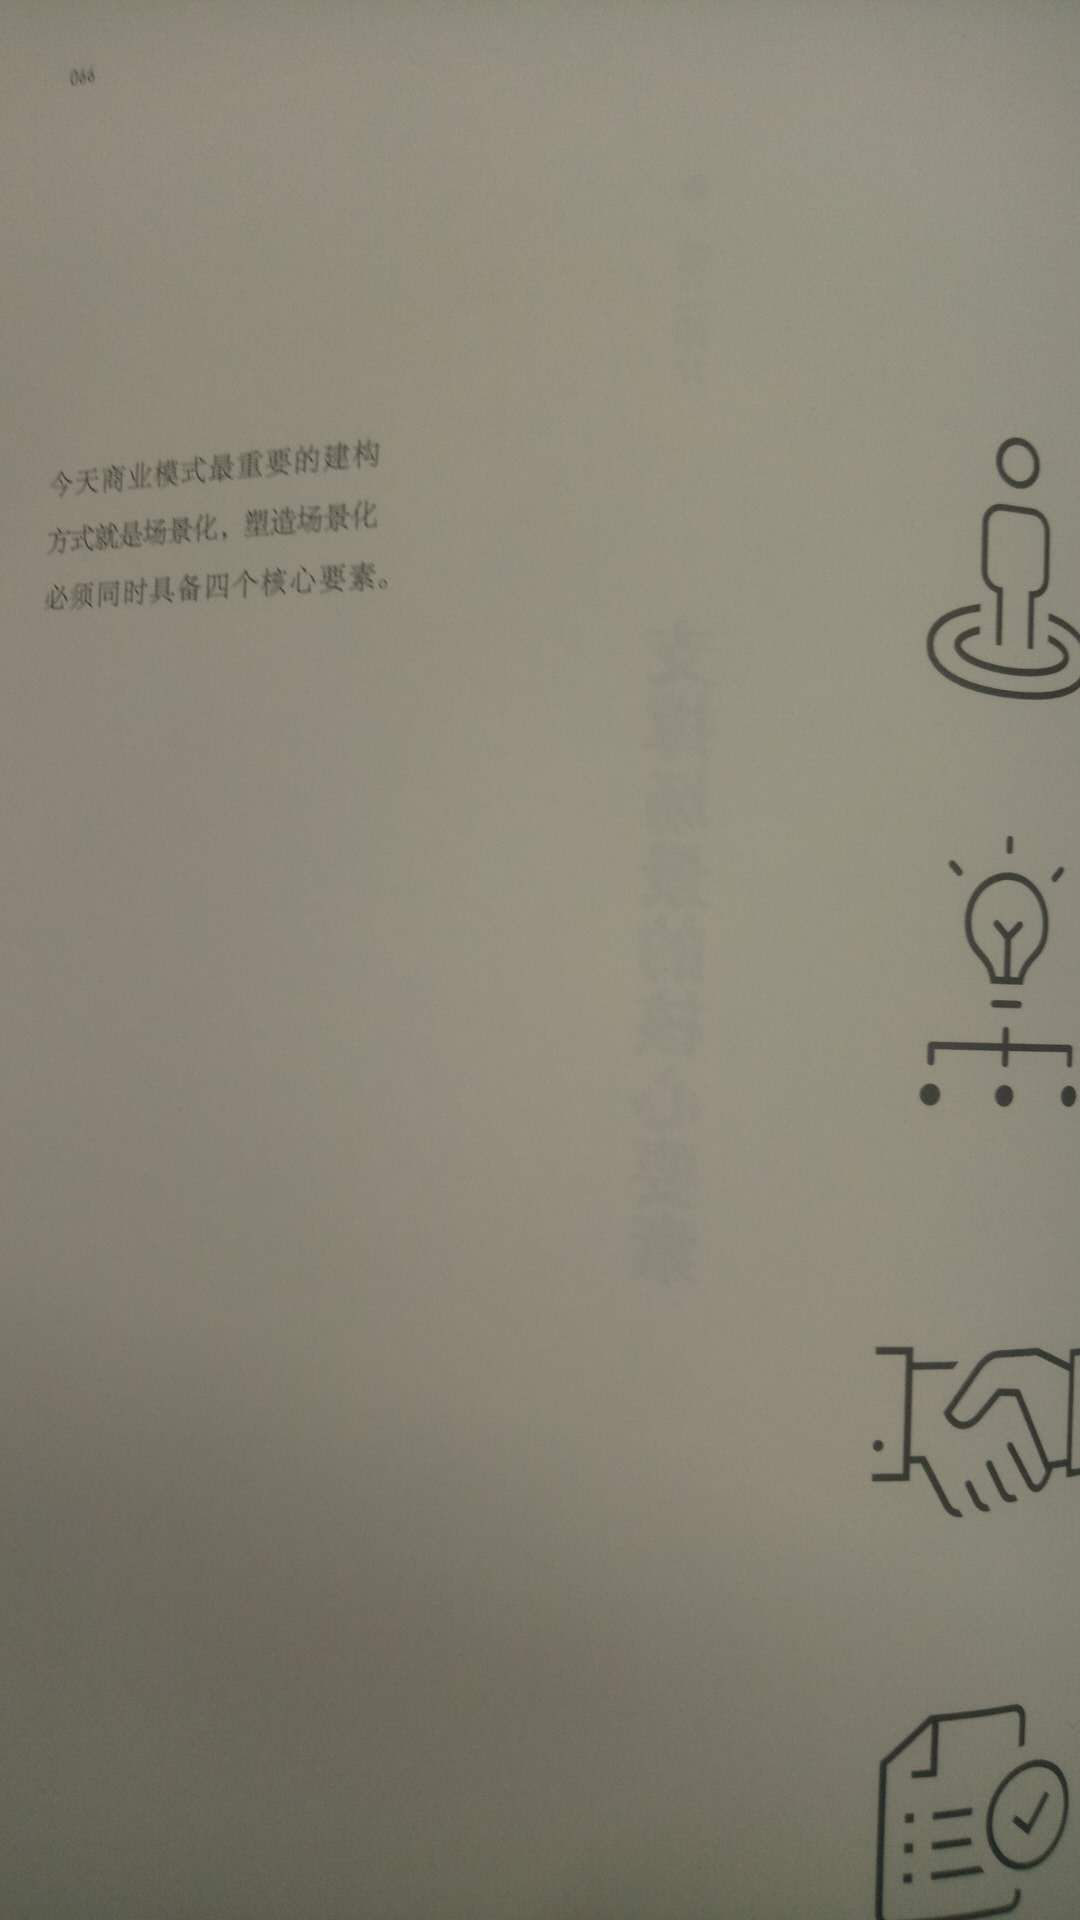 066
今天商业模式最重要的建构
方式就是场景化，塑造场景化
必须同时具备四个核心要素。